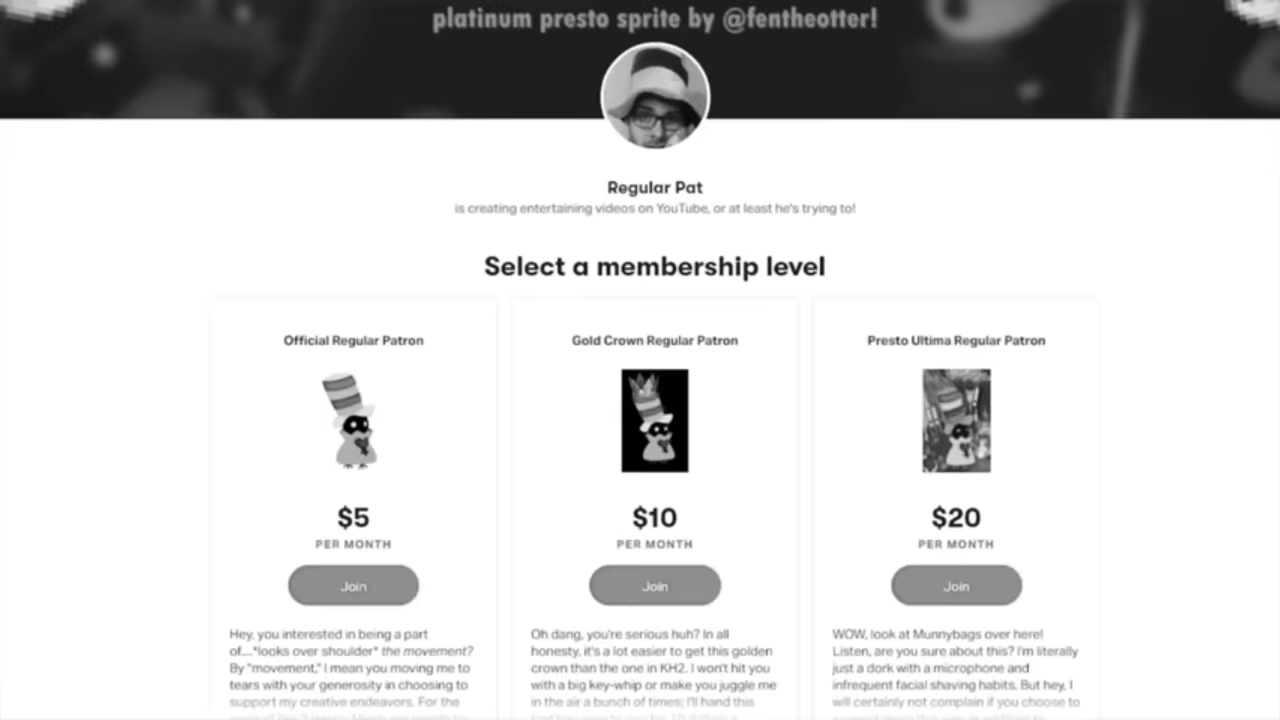 platinum presto sprite by @fentheotter!
Regular Pat
is creating entertaining videos on YouTube, or at least he's trying to!
Select a membership level
Official Regular Patron
$5
PER MONTH
Join
Hey, you interested in being a part
of....*looks over shoulder* the movement?
By "movement," I mean you moving me to
tears with your generosity in choosing to
support my creative endeavors. For the
Gold Crown Regular Patron
$10
PER MONTH
Join
Oh dang, you're serious huh? In all
honesty, it's a lot easier to get this golden
crown than the one in KH2. I won't hit you
with a big key-whip or make you juggle me
in the air a bunch of times; I'll hand this
Presto Ultima Regular Patron
$20
PER MONTH
Join
WOW, look at Munnybags over here!
Listen, are you sure about this? I'm literally
just a dork with a microphone and
infrequent facial shaving habits. But hey, I
will certainly not complain if you choose to